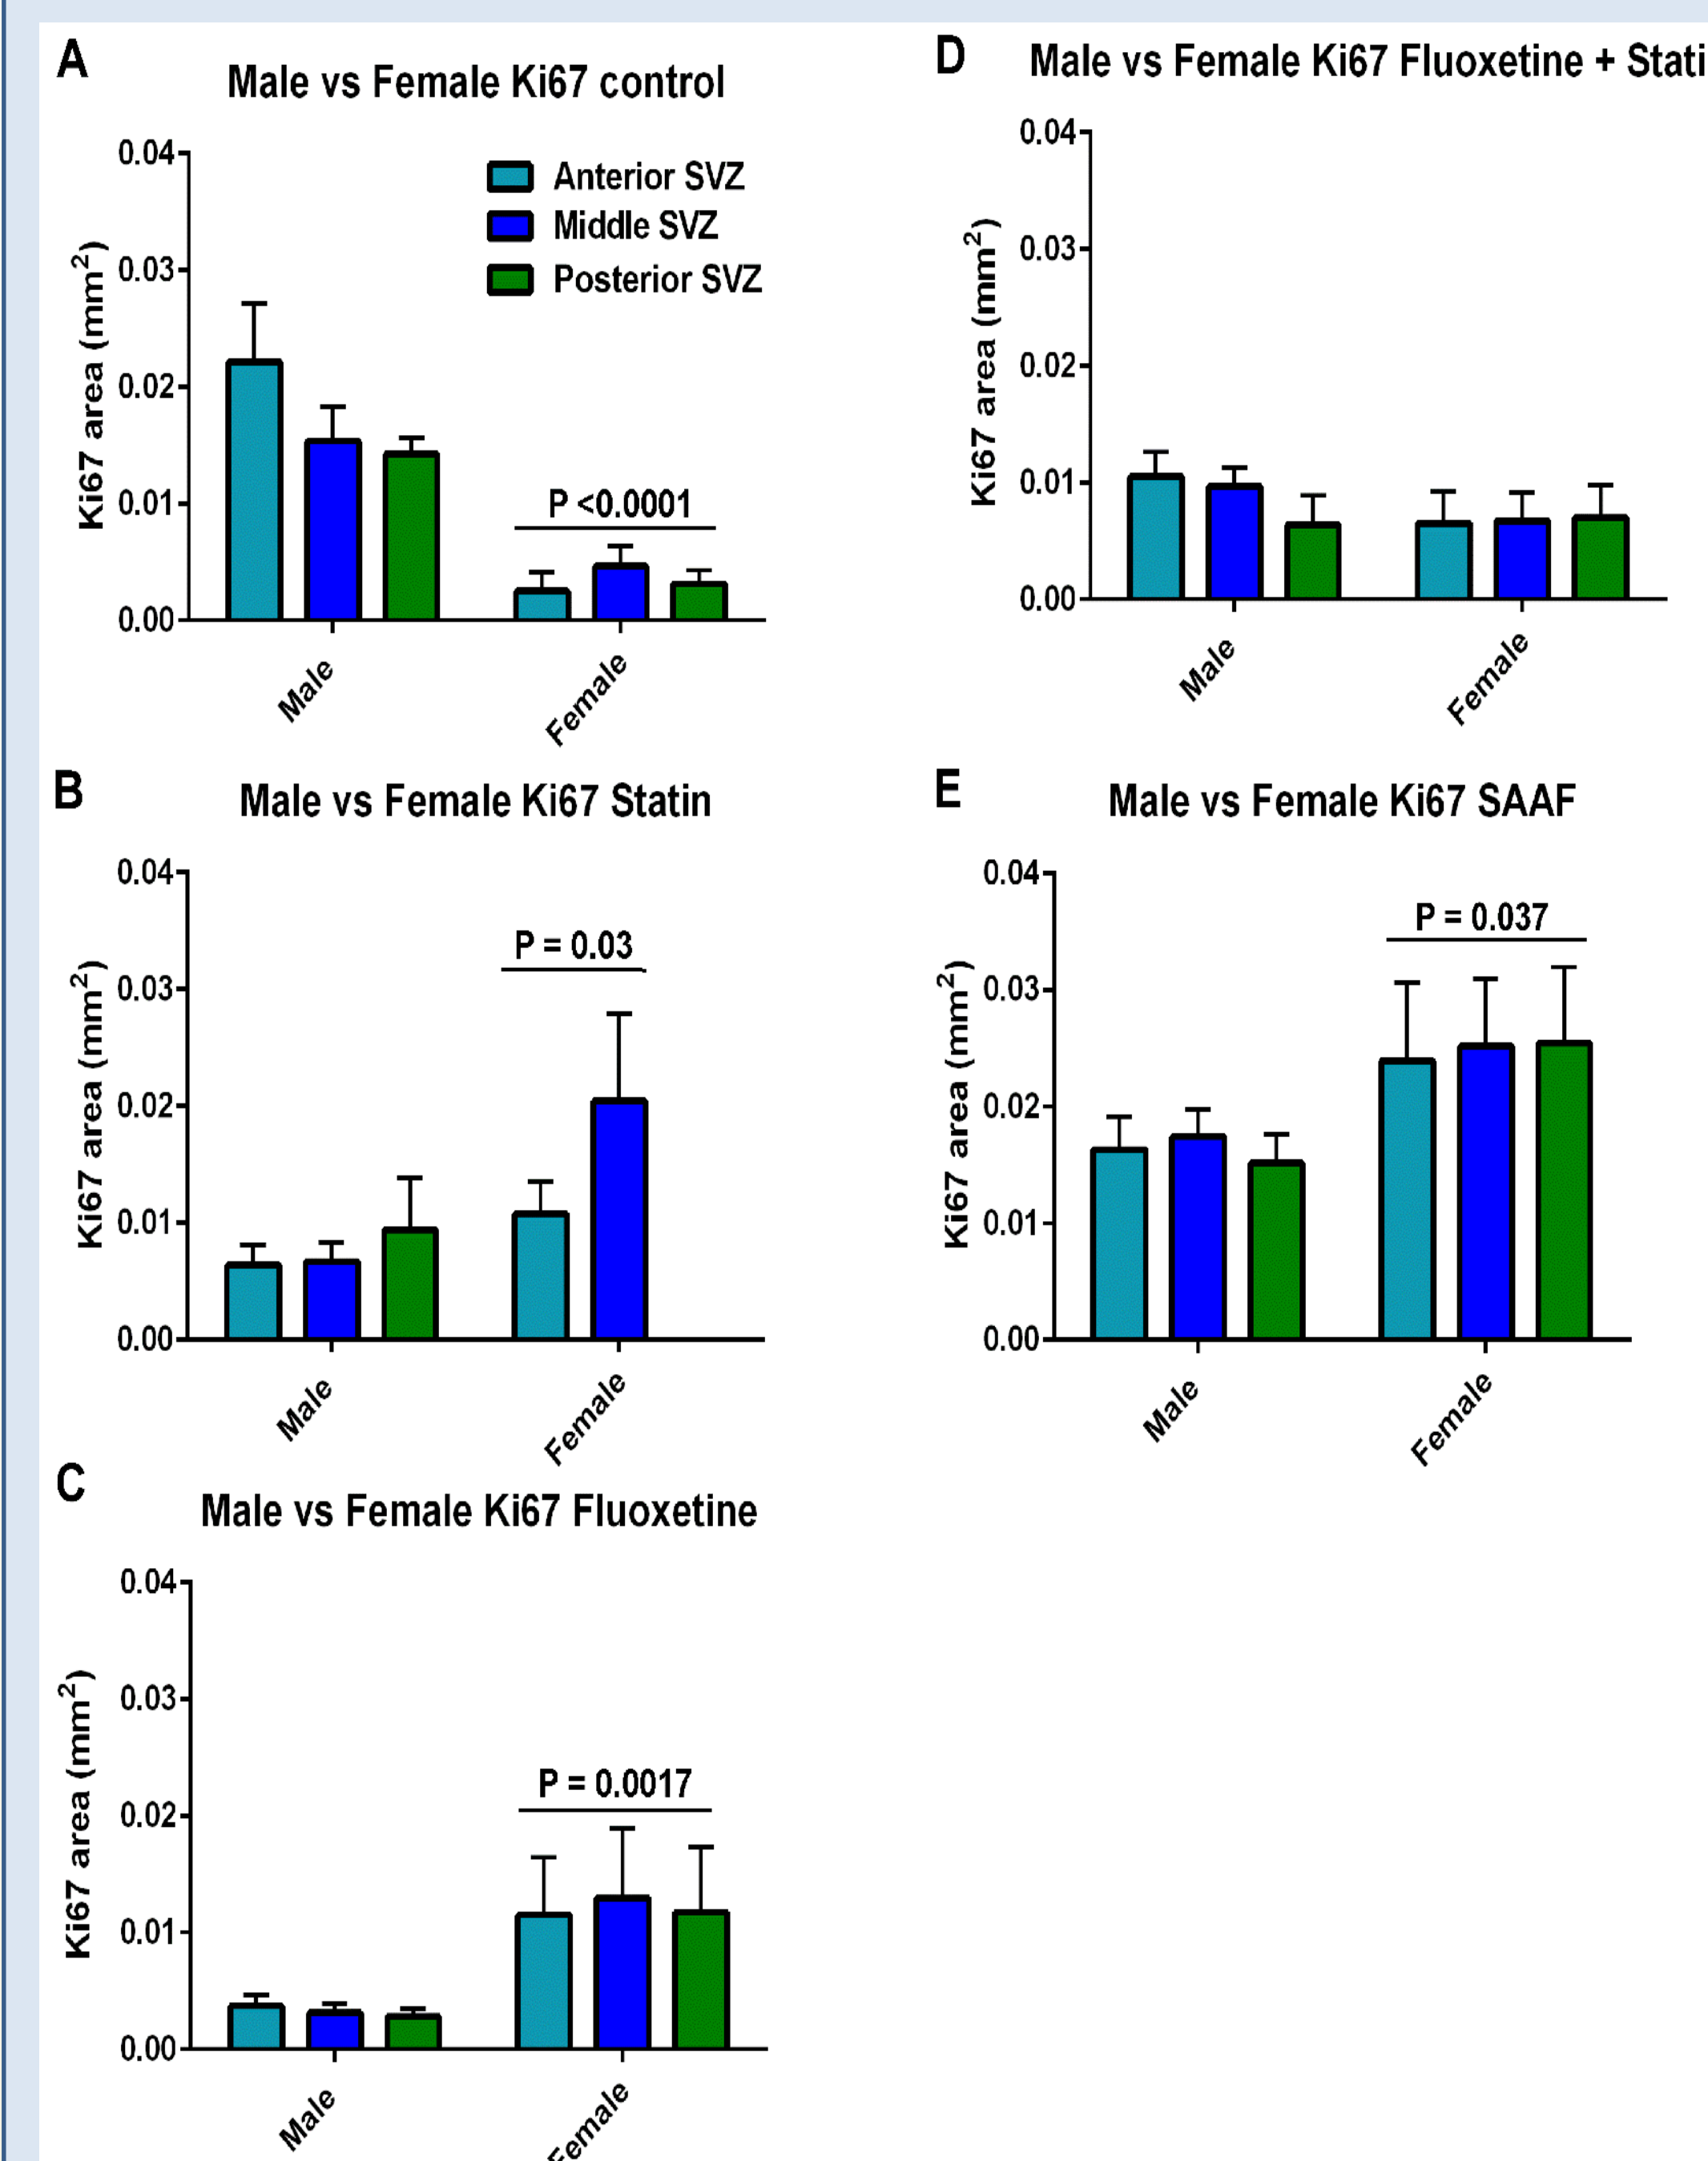 A
Male vs Female Ki67 control
0.04
0.03
0.02
0.01
0.00
Ki67 area (mm²)
Anterior SVZ
Middle SVZ
Posterior SVZ
P <0.0001
Male
Female
B
Male vs Female Ki67 Statin
0.04
0.03
0.02
0.01
0.00
Ki67 area (mm²)
P = 0.03
Male
Female
C
Male vs Female Ki67 Fluoxetine
0.04
0.03
0.02
0.01
0.00
Ki67 area (mm²)
P = 0.0017
Male
Female
D
Male vs Female Ki67 Fluoxetine + Stati
0.04
0.03
0.02
0.01
0.00
Ki67 area (mm²)
Male
Female
E
Male vs Female Ki67 SAAF
0.04
0.03
0.02
0.01
0.00
Ki67 area (mm²)
P = 0.037
Male
Female